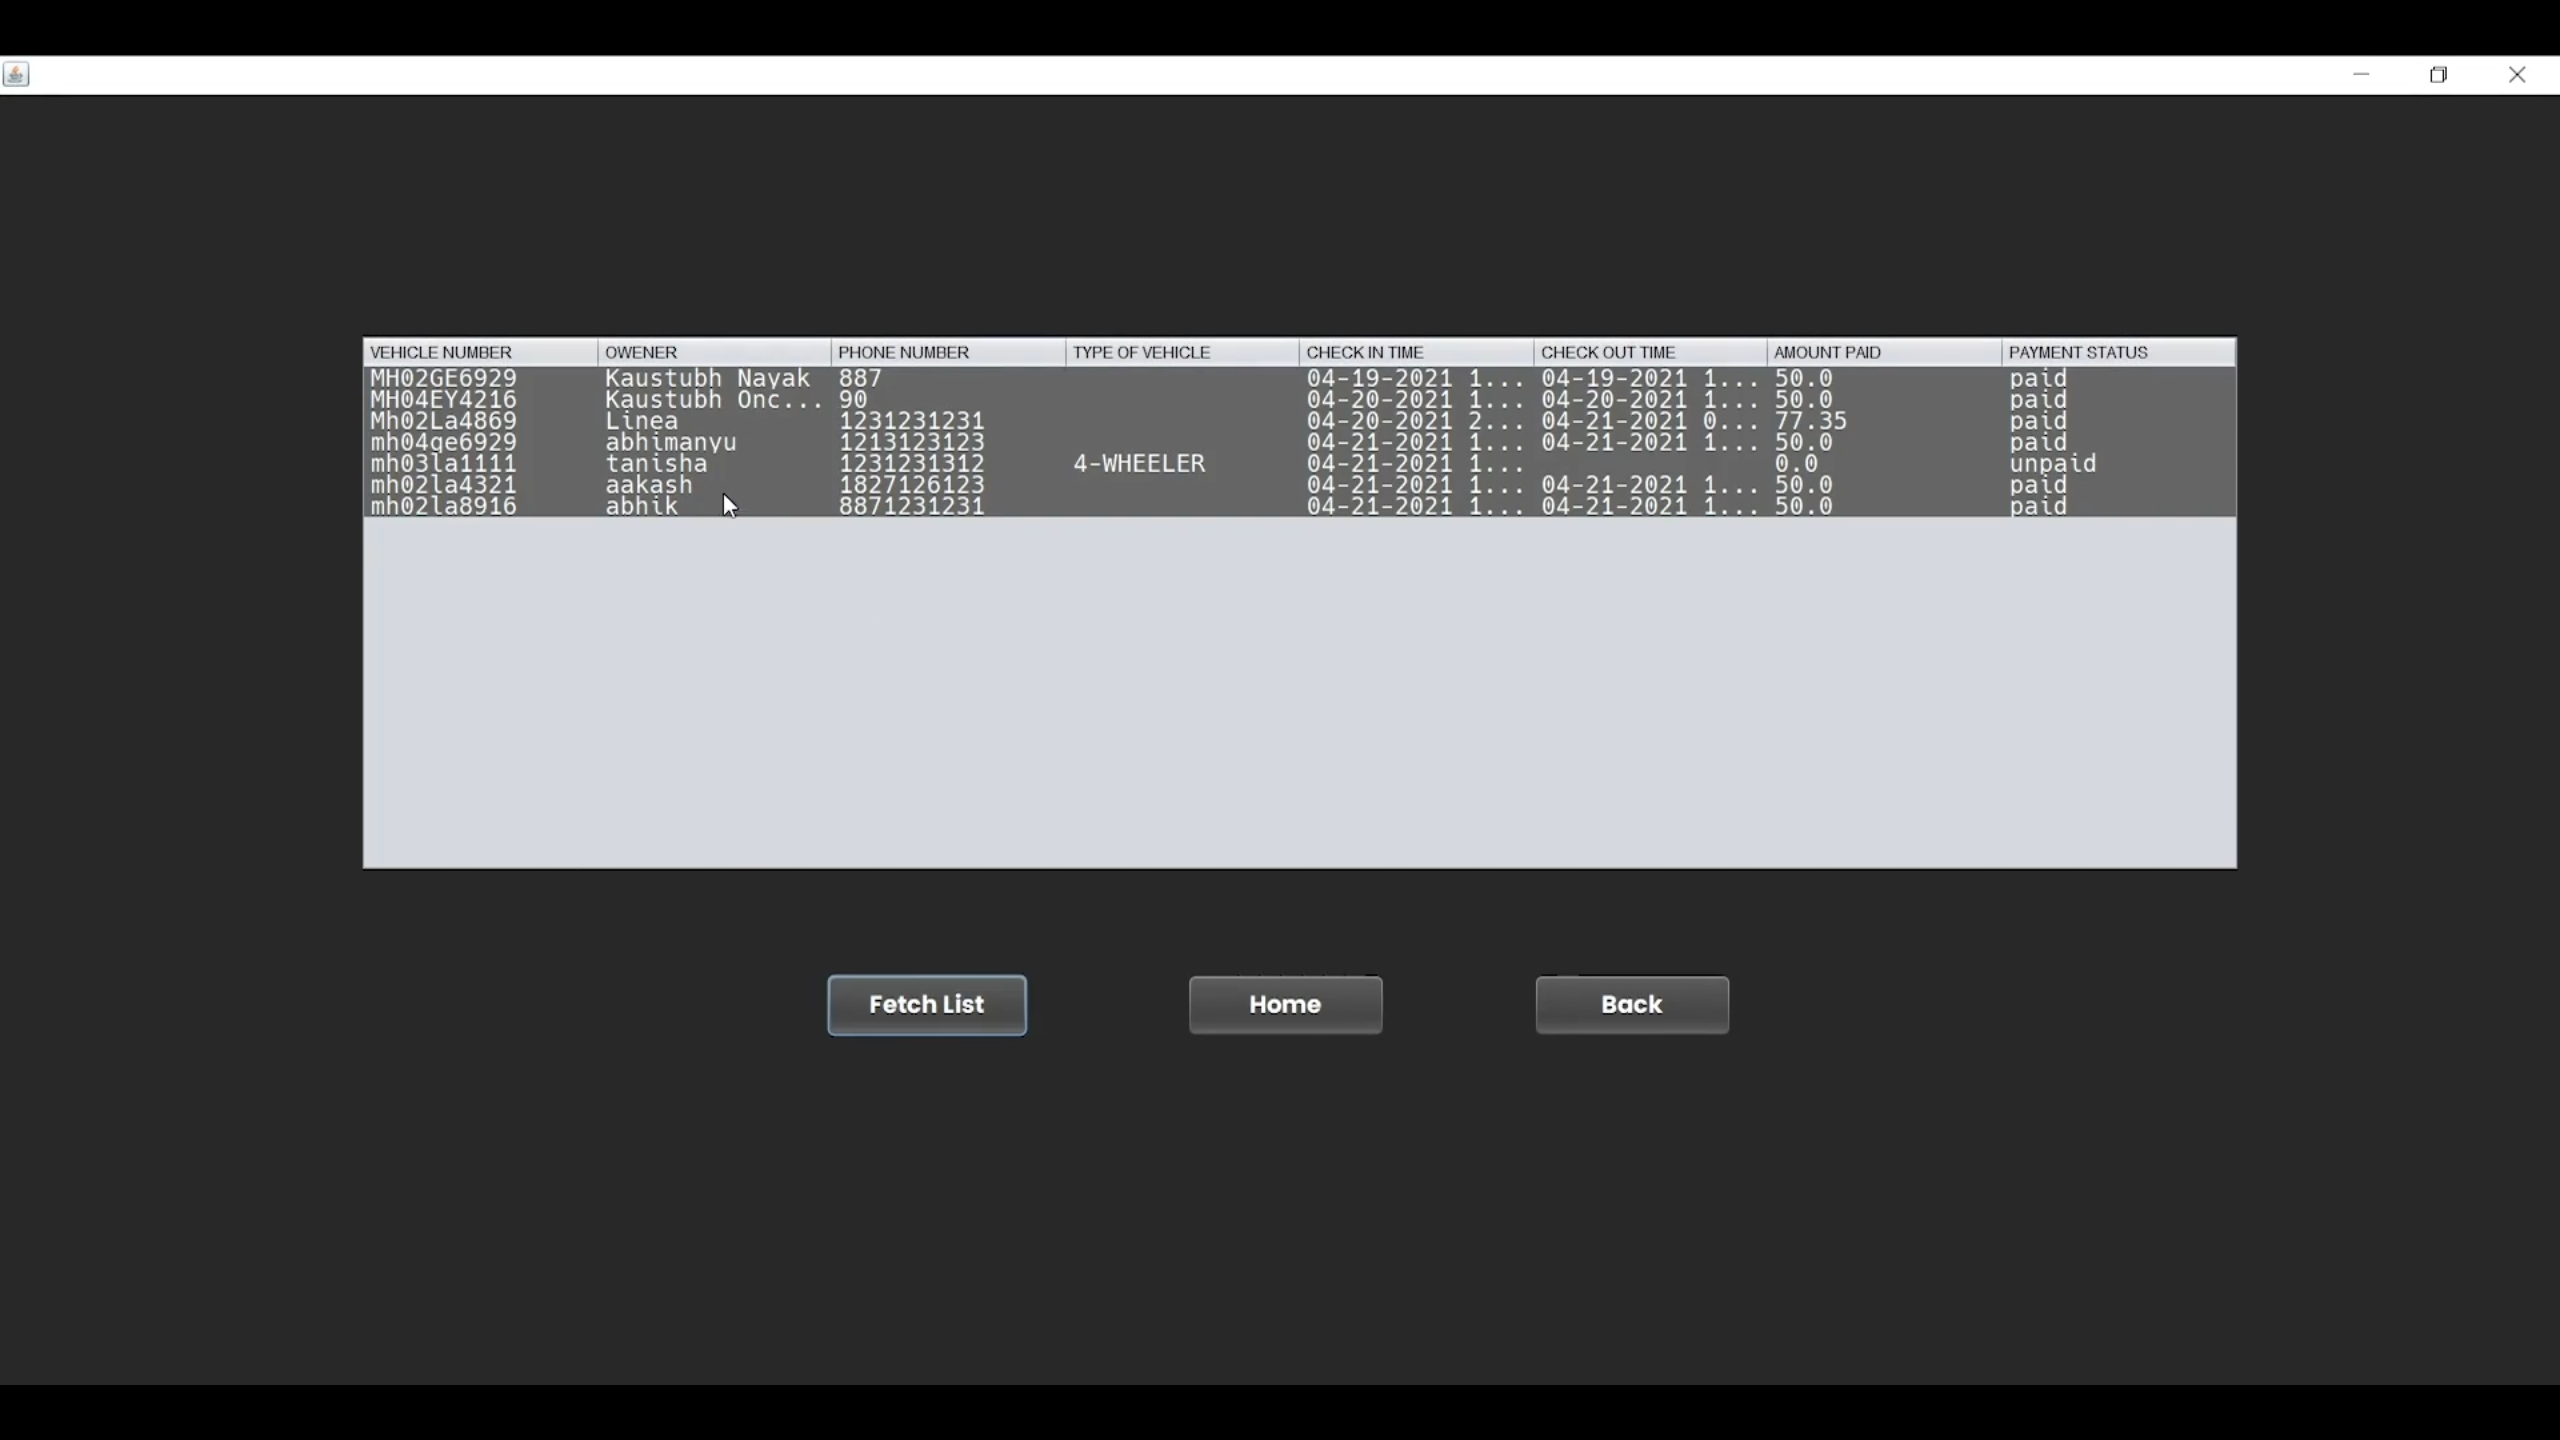 VEHICLE NUMBER OWENER PHONE NUMBER TYPE OF VEHICLE CHECK IN TIME CHECK OUT TIME AMOUNT PAID PAYMENT STATUS
MH02GE6929 Kaustubh Nayak 887 04-19-2021 1... 04-19-2021 1... 50.0 paid
MH04EY4216 Kaustubh Onc... 90 04-20-2021 1... 04-20-2021 1... 50.0 paid
Mh02La4869 Linea 1231231231 04-20-2021 2... 04-21-2021 0... 77.35 paid
mh04ge6929 abhimanyu 1213123123 04-21-2021 1... 04-21-2021 1... 50.0 paid
mh03la1111 tanisha 1231231312 4-WHEELER 04-21-2021 1... 0.0 unpaid
mh02la4321 aakash 1827126123 04-21-2021 1... 04-21-2021 1... 50.0 paid
mh02la8916 abhik 8871231231 04-21-2021 1... 04-21-2021 1... 50.0 paid
Fetch List Home Back